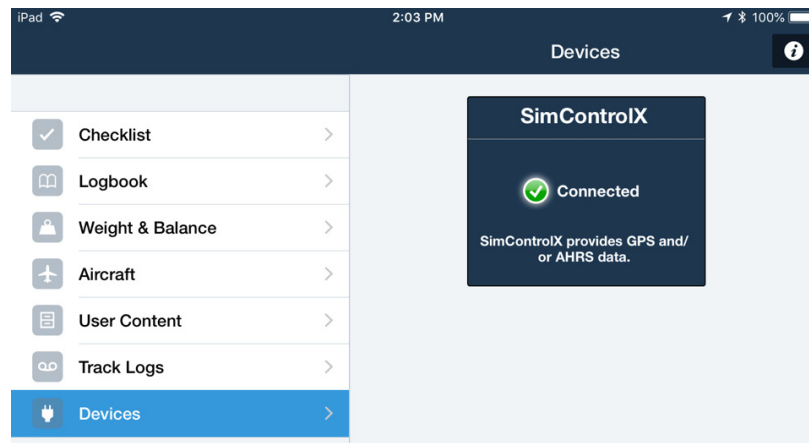 iPad 2:03 PM 100%
Devices
SimControlX
Checklist
Logbook
Connected
Weight & Balance
SimControlX provides GPS and/
or AHRS data.
Aircraft
User Content
Track Logs
Devices